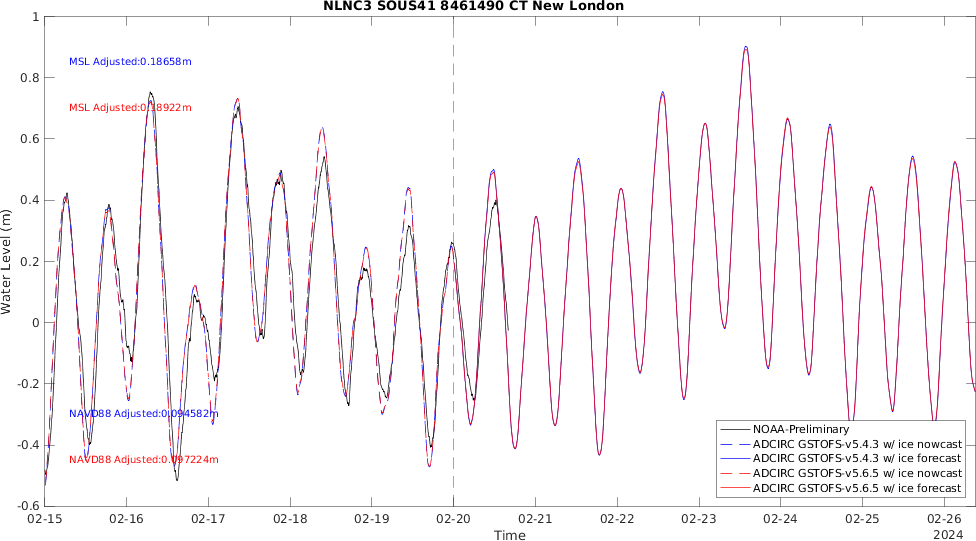 NLNC3 SOUS41 8461490 CT New London
1
0.8
0.6
0.4
0.2
0
-0.2
-0.4
-0.6
Water Level (m)
MSL Adjusted:0.18658m
MSL Adjusted:0.18922m
NAVD88 Adjusted:0.094582m
NAVD88 Adjusted:0.097224m
NOAA-Preliminary
ADCIRC GSTOFS-v5.4.3 w/ ice nowcast
ADCIRC GSTOFS-v5.4.3 w/ ice forecast
ADCIRC GSTOFS-v5.6.5 w/ ice nowcast
ADCIRC GSTOFS-v5.6.5 w/ ice forecast
02-15 02-16 02-17 02-18 02-19 02-20 02-21 02-22 02-23 02-24 02-25 02-26
Time
2024